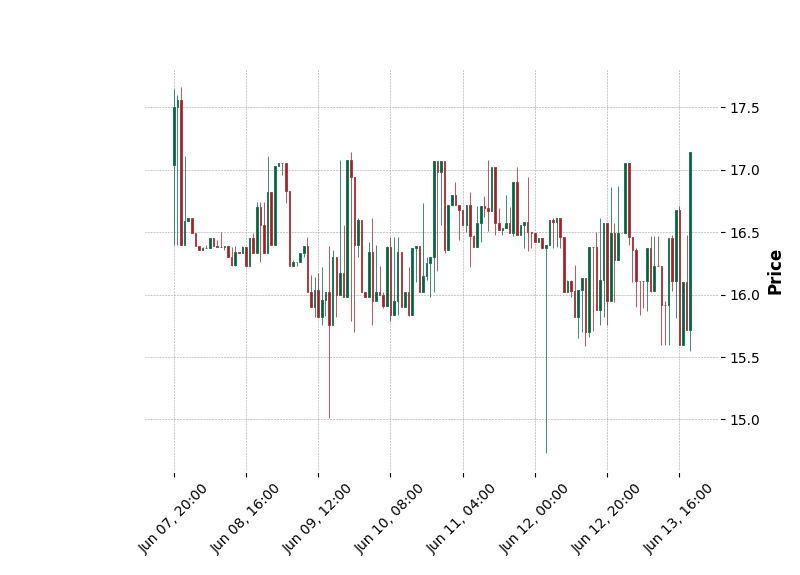 17.5
17.0
16.5
16.0
15.5
15.0
Price
Jun 07, 20:00
Jun 08, 16:00
Jun 09, 12:00
Jun 10, 08:00
Jun 11, 04:00
Jun 12, 00:00
Jun 12, 20:00
Jun 13, 16:00